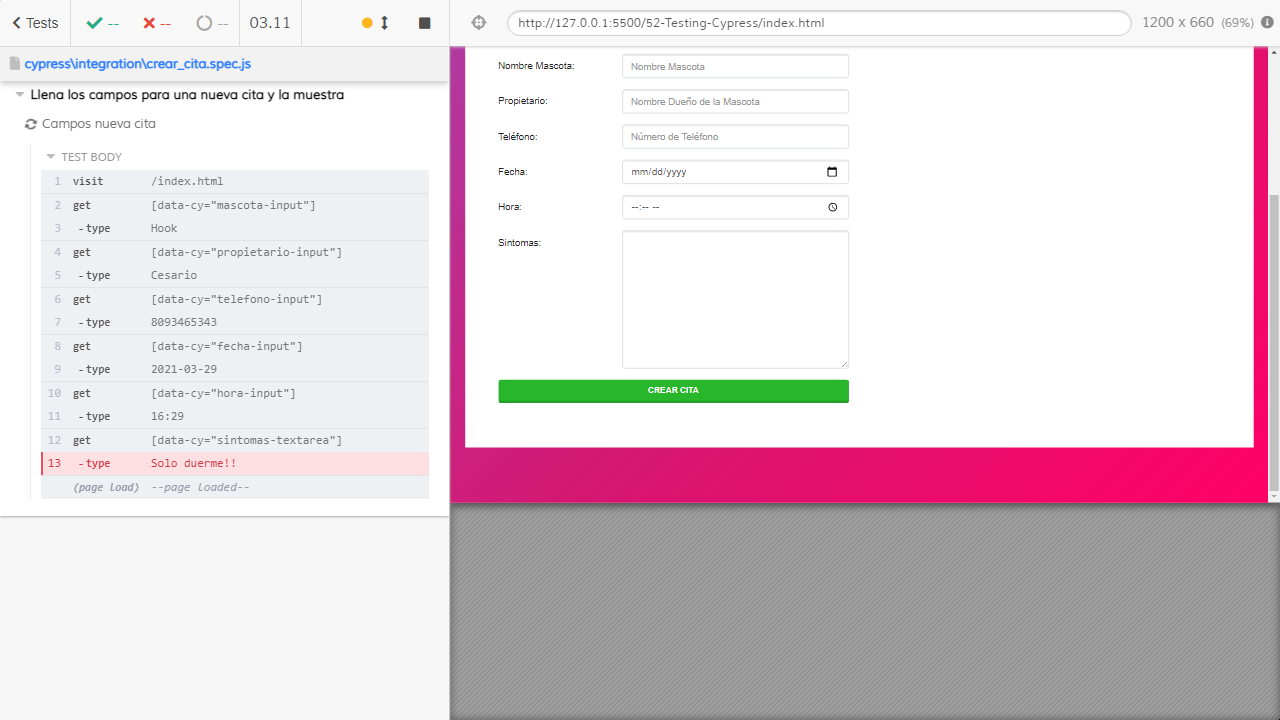 Tests -- -- -- 03.11
cypress\integration\crear_cita.spec.js
Llena los campos para una nueva cita y la muestra
Campos nueva cita
TEST BODY
1 visit /index.html
2 get [data-cy="mascota-input"]
3 -type Hook
4 get [data-cy="propietario-input"]
5 -type Cesario
6 get [data-cy="telefono-input"]
7 -type 8093465343
8 get [data-cy="fecha-input"]
9 -type 2021-03-29
10 get [data-cy="hora-input"]
11 -type 16:29
12 get [data-cy="sintomas-textarea"]
13 -type Solo duerme!!
(page load) --page loaded--
http://127.0.0.1:5500/52-Testing-Cypress/index.html 1200 x 660 (69%)
Nombre Mascota: Nombre Mascota
Propietario: Nombre Dueño de la Mascota
Teléfono: Número de Teléfono
Fecha: mm/dd/yyyy
Hora: --:-- --
Sintomas:
CREAR CITA